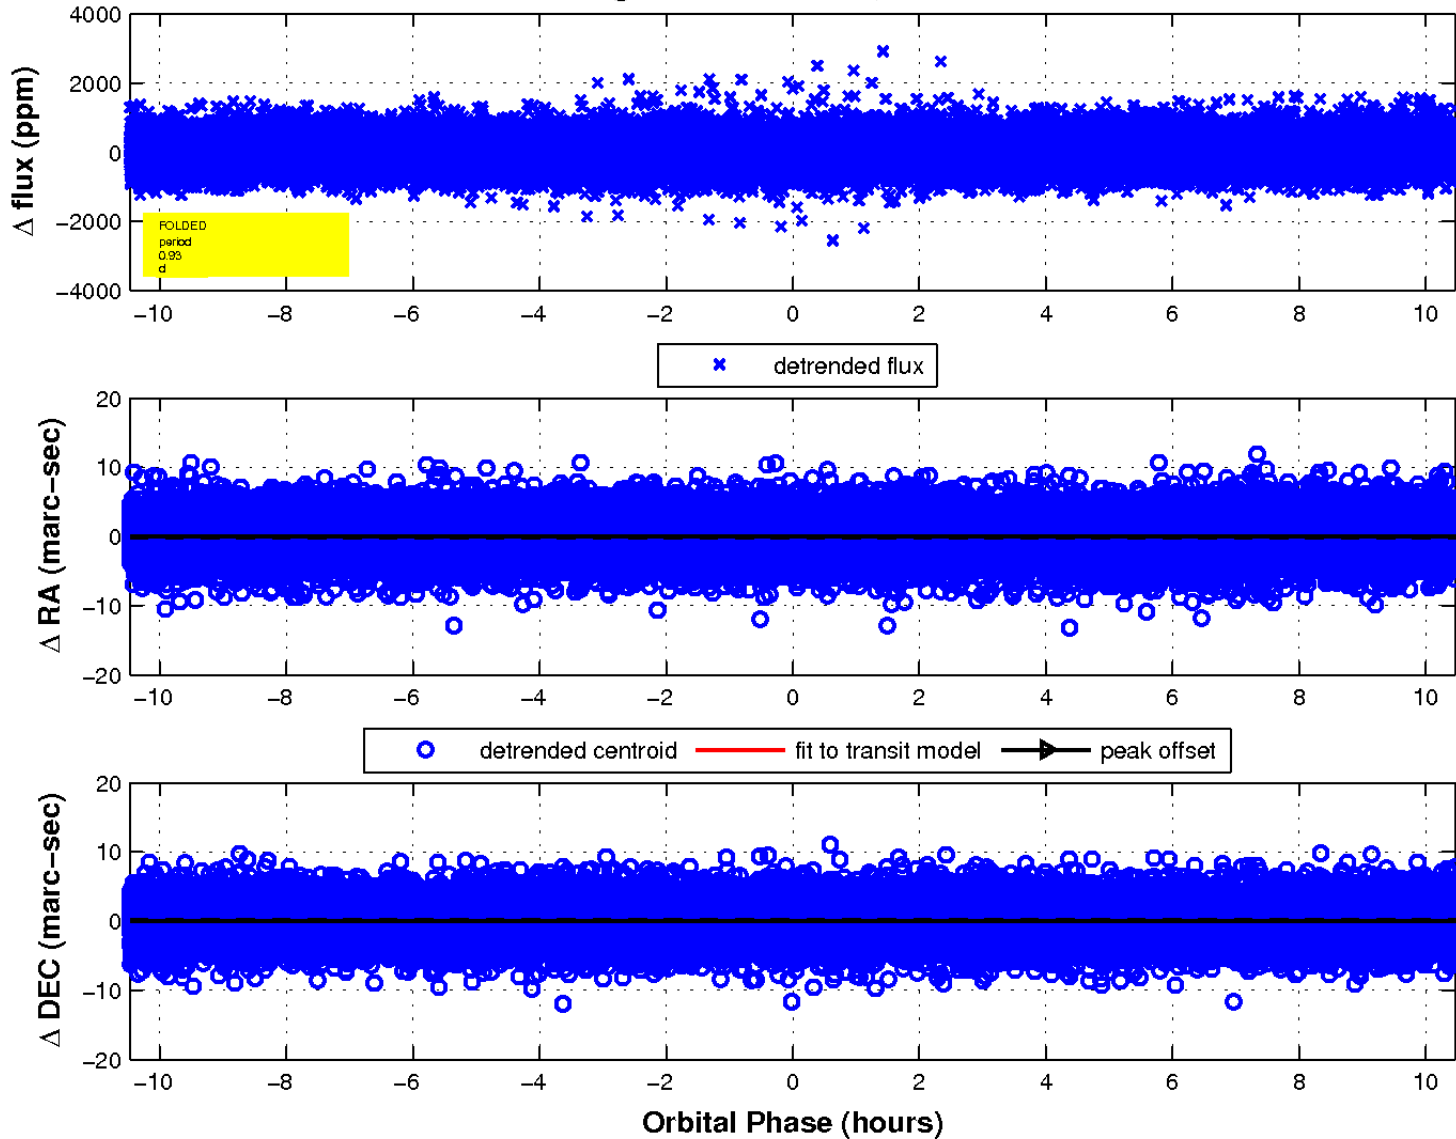 4000
2000
0
−2000
−4000
Δ flux (ppm)
FOLDED
period
0.93
d
−10 −8 −6 −4 −2 0 2 4 6 8 10
detrended flux
20
10
0
−10
−20
Δ RA (marc−sec)
−10 −8 −6 −4 −2 0 2 4 6 8 10
detrended centroid fit to transit model peak offset
20
10
0
−10
−20
Δ DEC (marc−sec)
−10 −8 −6 −4 −2 0 2 4 6 8 10
Orbital Phase (hours)